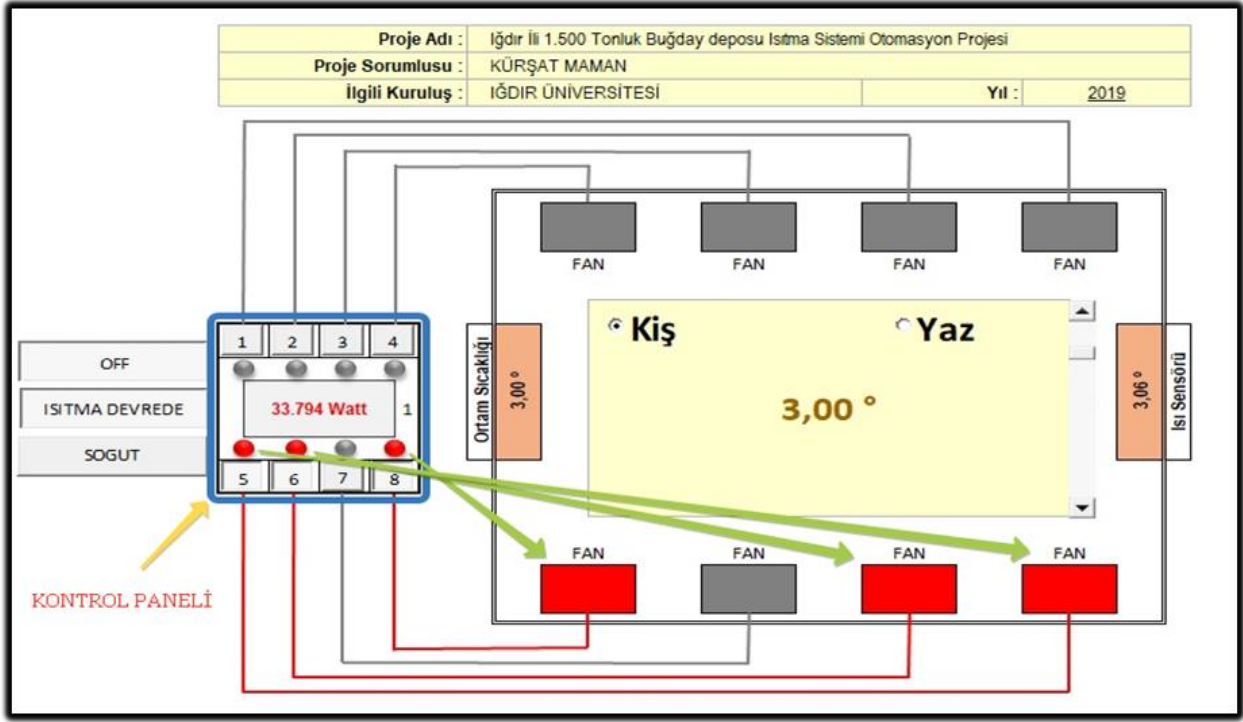 Proje Adı : Iğdır İli 1.500 Tonluk Buğday deposu Isıtma Sistemi Otomasyon Projesi
Proje Sorumlusu : KÜRŞAT MAMAN
İlgili Kuruluş : IĞDIR ÜNİVERSİTESİ Yıl : 2019
FAN FAN FAN FAN
Kiş Yaz
1 2 3 4
OFF
ISITMA DEVREDE
33.794 Watt 1
SOGUT
5 6 7 8
Ortam Sıcaklığı
3,00 º
3,00 °
3,06 º
Isı Sensörü
FAN FAN FAN FAN
KONTROL PANELİ